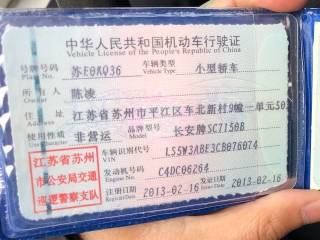 中华人民共和国机动车行驶证
Vehicle License of the People's Republic of China
号牌号码 苏E0KQ36 车辆类型 小型轿车
Plate No. Vehicle Type
所有人 陈凌
Owner
住址 江苏省苏州市平江区车北新村9幢一单元503
Address
使用性质 非营运 品牌型号 长安牌SC7150B
Use Character Model
江苏省苏州
市公安局交通
巡逻警察支队
车辆识别代号 LS5W3ABE3CB076074
VIN
发动机号码 C4DC06264
Engine No.
注册日期 2013-02-16 发证日期 2013-02-16
Register Date Issue Date